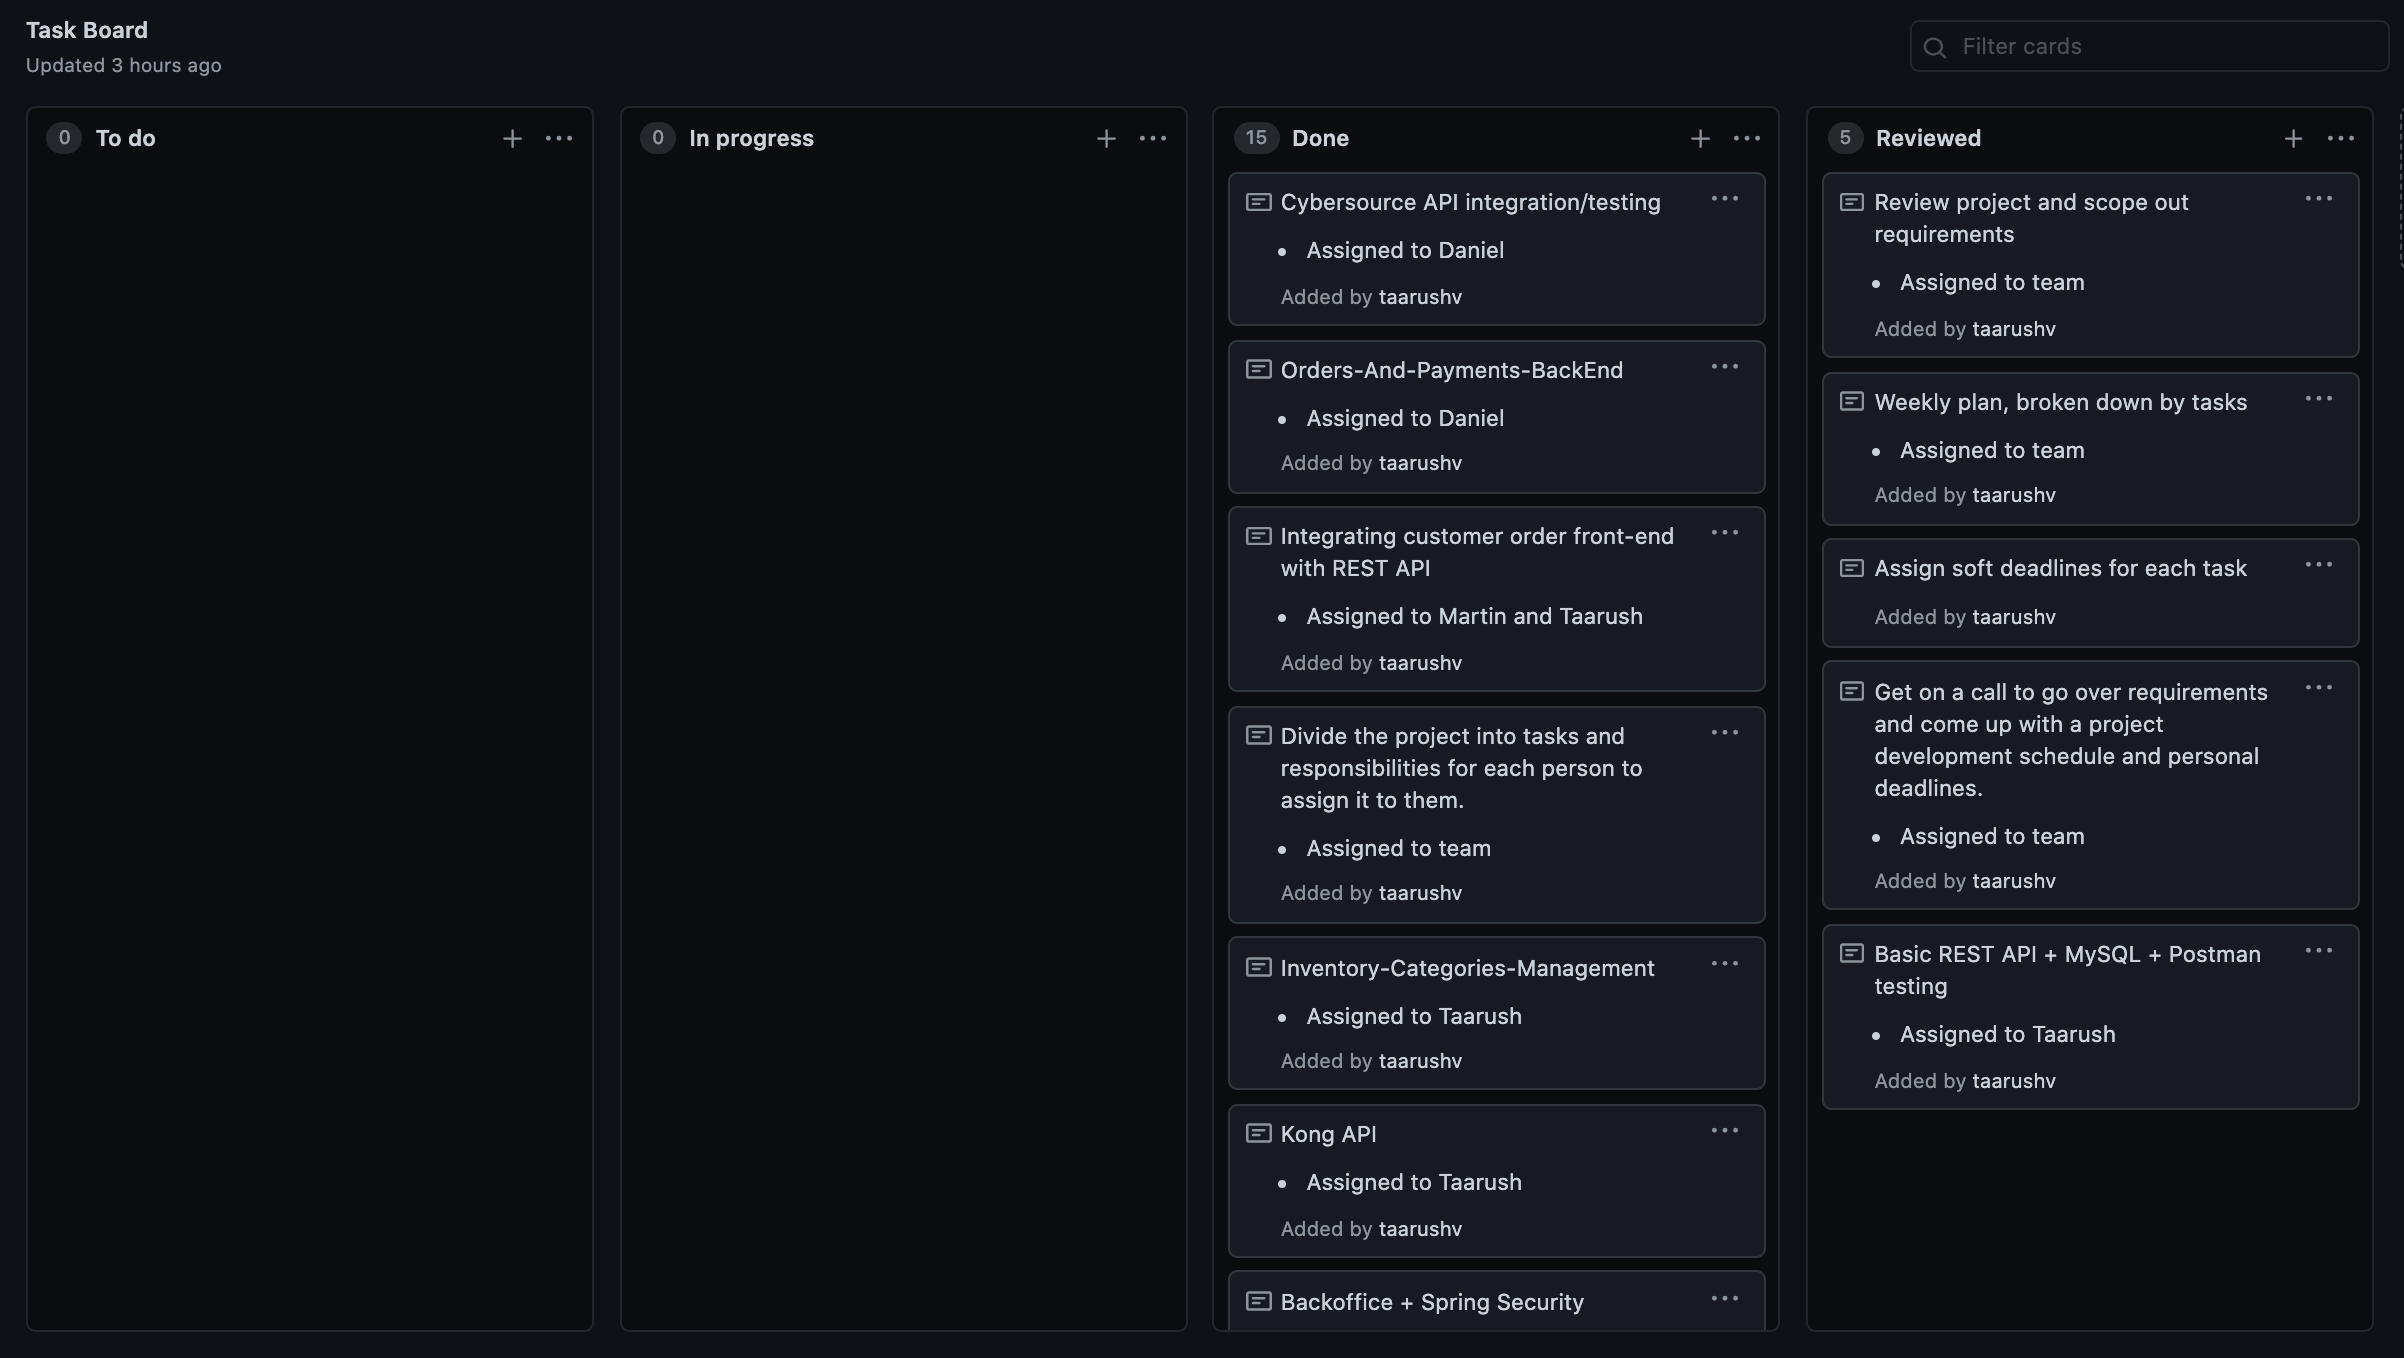 Task Board
Updated 3 hours ago
Filter cards
0 To do
0 In progress
15 Done
Cybersource API integration/testing
• Assigned to Daniel
Added by taarushv
Orders-And-Payments-BackEnd
• Assigned to Daniel
Added by taarushv
Integrating customer order front-end
with REST API
• Assigned to Martin and Taarush
Added by taarushv
Divide the project into tasks and
responsibilities for each person to
assign it to them.
• Assigned to team
Added by taarushv
Inventory-Categories-Management
• Assigned to Taarush
Added by taarushv
Kong API
• Assigned to Taarush
Added by taarushv
Backoffice + Spring Security
5 Reviewed
Review project and scope out
requirements
• Assigned to team
Added by taarushv
Weekly plan, broken down by tasks
• Assigned to team
Added by taarushv
Assign soft deadlines for each task
Added by taarushv
Get on a call to go over requirements
and come up with a project
development schedule and personal
deadlines.
• Assigned to team
Added by taarushv
Basic REST API + MySQL + Postman
testing
• Assigned to Taarush
Added by taarushv